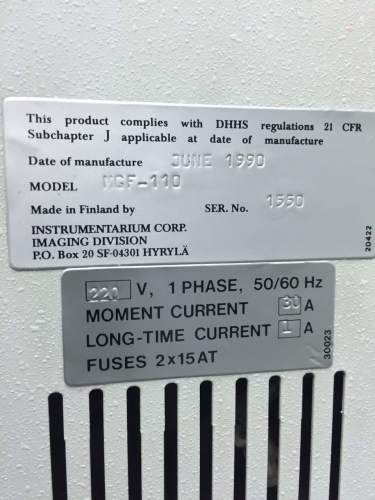 This product complies with DHHS regulations 21 CFR
Subchapter J applicable at date of manufacture
Date of manufacture JUNE 1990
MODEL MGF-110
Made in Finland by SER. No. 1550
INSTRUMENTARIUM CORP.
IMAGING DIVISION
P.O. Box 20 SF-04301 HYRYLÄ
20422
220 V, 1 PHASE, 50/60 Hz
MOMENT CURRENT 30 A
LONG-TIME CURRENT 1 A
FUSES 2x15AT
30023